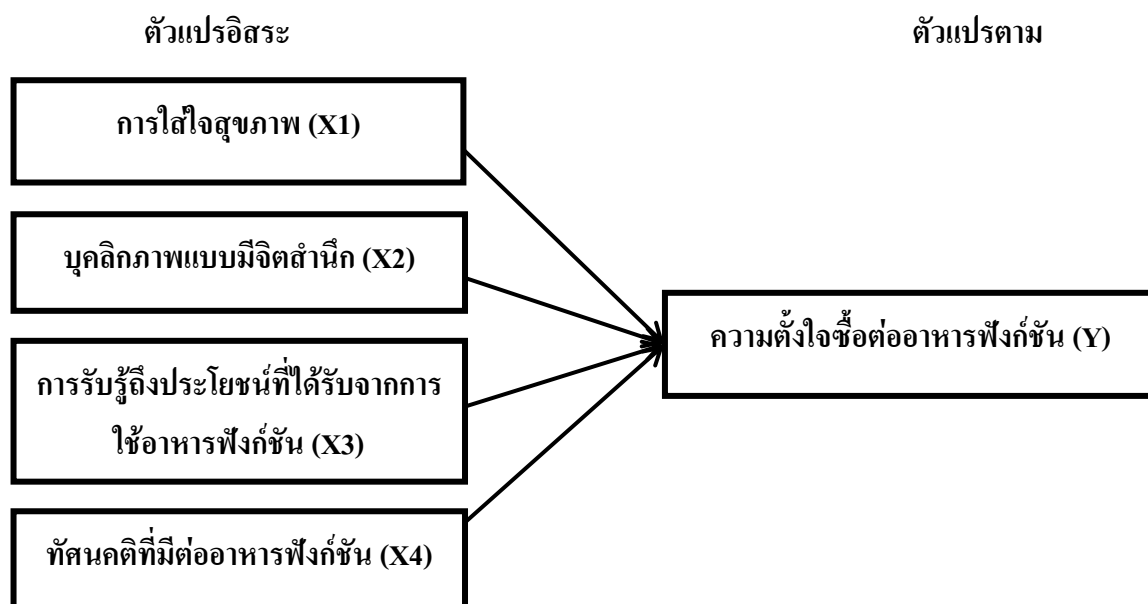 ตัวแปรอิสระ
ตัวแปรตาม
การใส่ใจสุขภาพ (X1)
บุคลิกภาพแบบมีจิตสำนึก (X2)
การรับรู้ถึงประโยชน์ที่ได้รับจากการ
ใช้อาหารฟังก์ชัน (X3)
ทัศนคติที่มีต่ออาหารฟังก์ชัน (X4)
ความตั้งใจซื้อต่ออาหารฟังก์ชัน (Y)